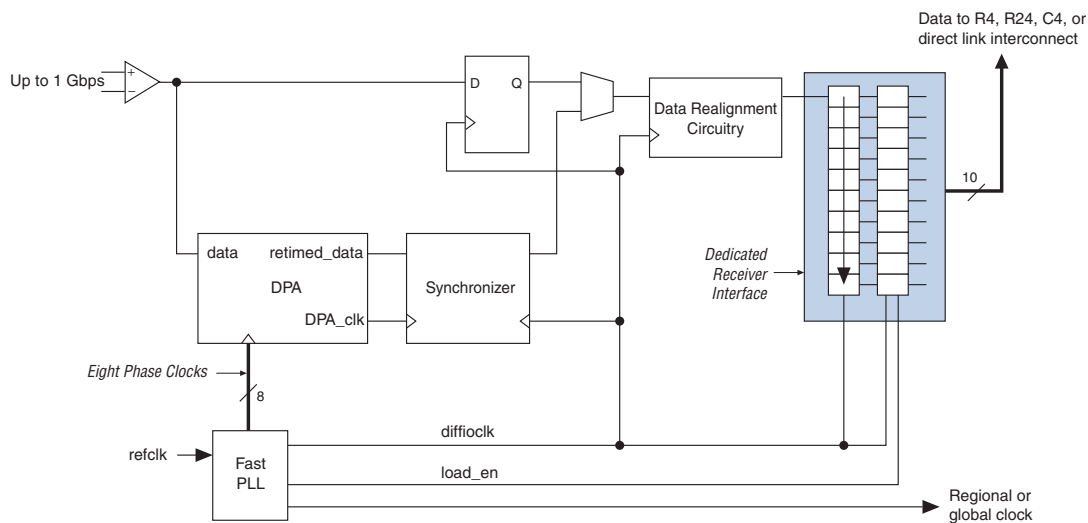 Data to R4, R24, C4, or
direct link interconnect
Up to 1 Gbps
+
–
D Q
Data Realignment
Circuitry
10
data retimed_data
DPA
DPA_clk
Synchronizer
Dedicated
Receiver
Interface
Eight Phase Clocks
8
refclk
Fast
PLL
diffioclk
load_en
Regional or
global clock